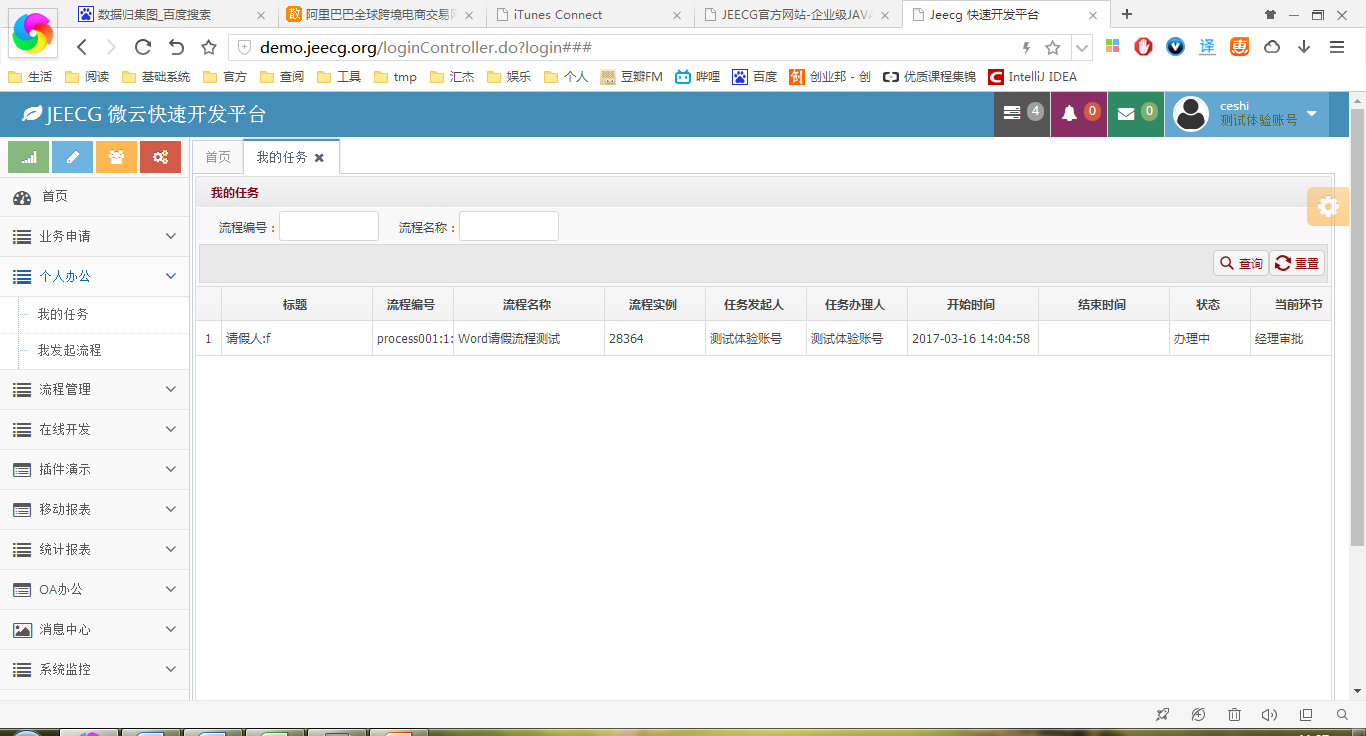 数据归集图_百度搜索
阿里巴巴全球跨境电商交易
iTunes Connect
JEECG官方网站-企业级JAVA
Jeecg 快速开发平台
demo.jeecg.org/loginController.do?login###
译
惠
生活 阅读 基础系统 官方 查阅 工具 tmp 汇杰 娱乐 个人 豆瓣FM 哔哩 百度 创业邦 - 创 优质课程集锦 IntelliJ IDEA
JEECG 微云快速开发平台
4
0
0
ceshi
测试体验账号
首页
我的任务
首页
业务申请
个人办公
我的任务
我发起流程
流程管理
在线开发
插件演示
移动报表
统计报表
OA办公
消息中心
系统监控
我的任务
流程编号：
流程名称：
查询
重置
标题 流程编号 流程名称 流程实例 任务发起人 任务办理人 开始时间 结束时间 状态 当前环节
1 请假人:f process001:1: Word请假流程测试 28364 测试体验账号 测试体验账号 2017-03-16 14:04:58 办理中 经理审批